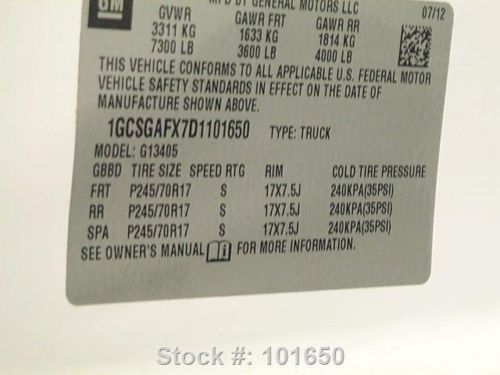 MFD BY GENERAL MOTORS LLC
GM 07/12
GVWR GAWR FRT GAWR RR
3311 KG 1633 KG 1814 KG
7300 LB 3600 LB 4000 LB
THIS VEHICLE CONFORMS TO ALL APPLICABLE U.S. FEDERAL MOTOR
VEHICLE SAFETY STANDARDS IN EFFECT ON THE DATE OF
MANUFACTURE SHOWN ABOVE.
1GCSGAFX7D1101650 TYPE: TRUCK
MODEL: G13405
GBBD TIRE SIZE SPEED RTG RIM COLD TIRE PRESSURE
FRT P245/70R17 S 17X7.5J 240KPA(35PSI)
RR P245/70R17 S 17X7.5J 240KPA(35PSI)
SPA P245/70R17 S 17X7.5J 240KPA(35PSI)
SEE OWNER'S MANUAL FOR MORE INFORMATION.
Stock #: 101650